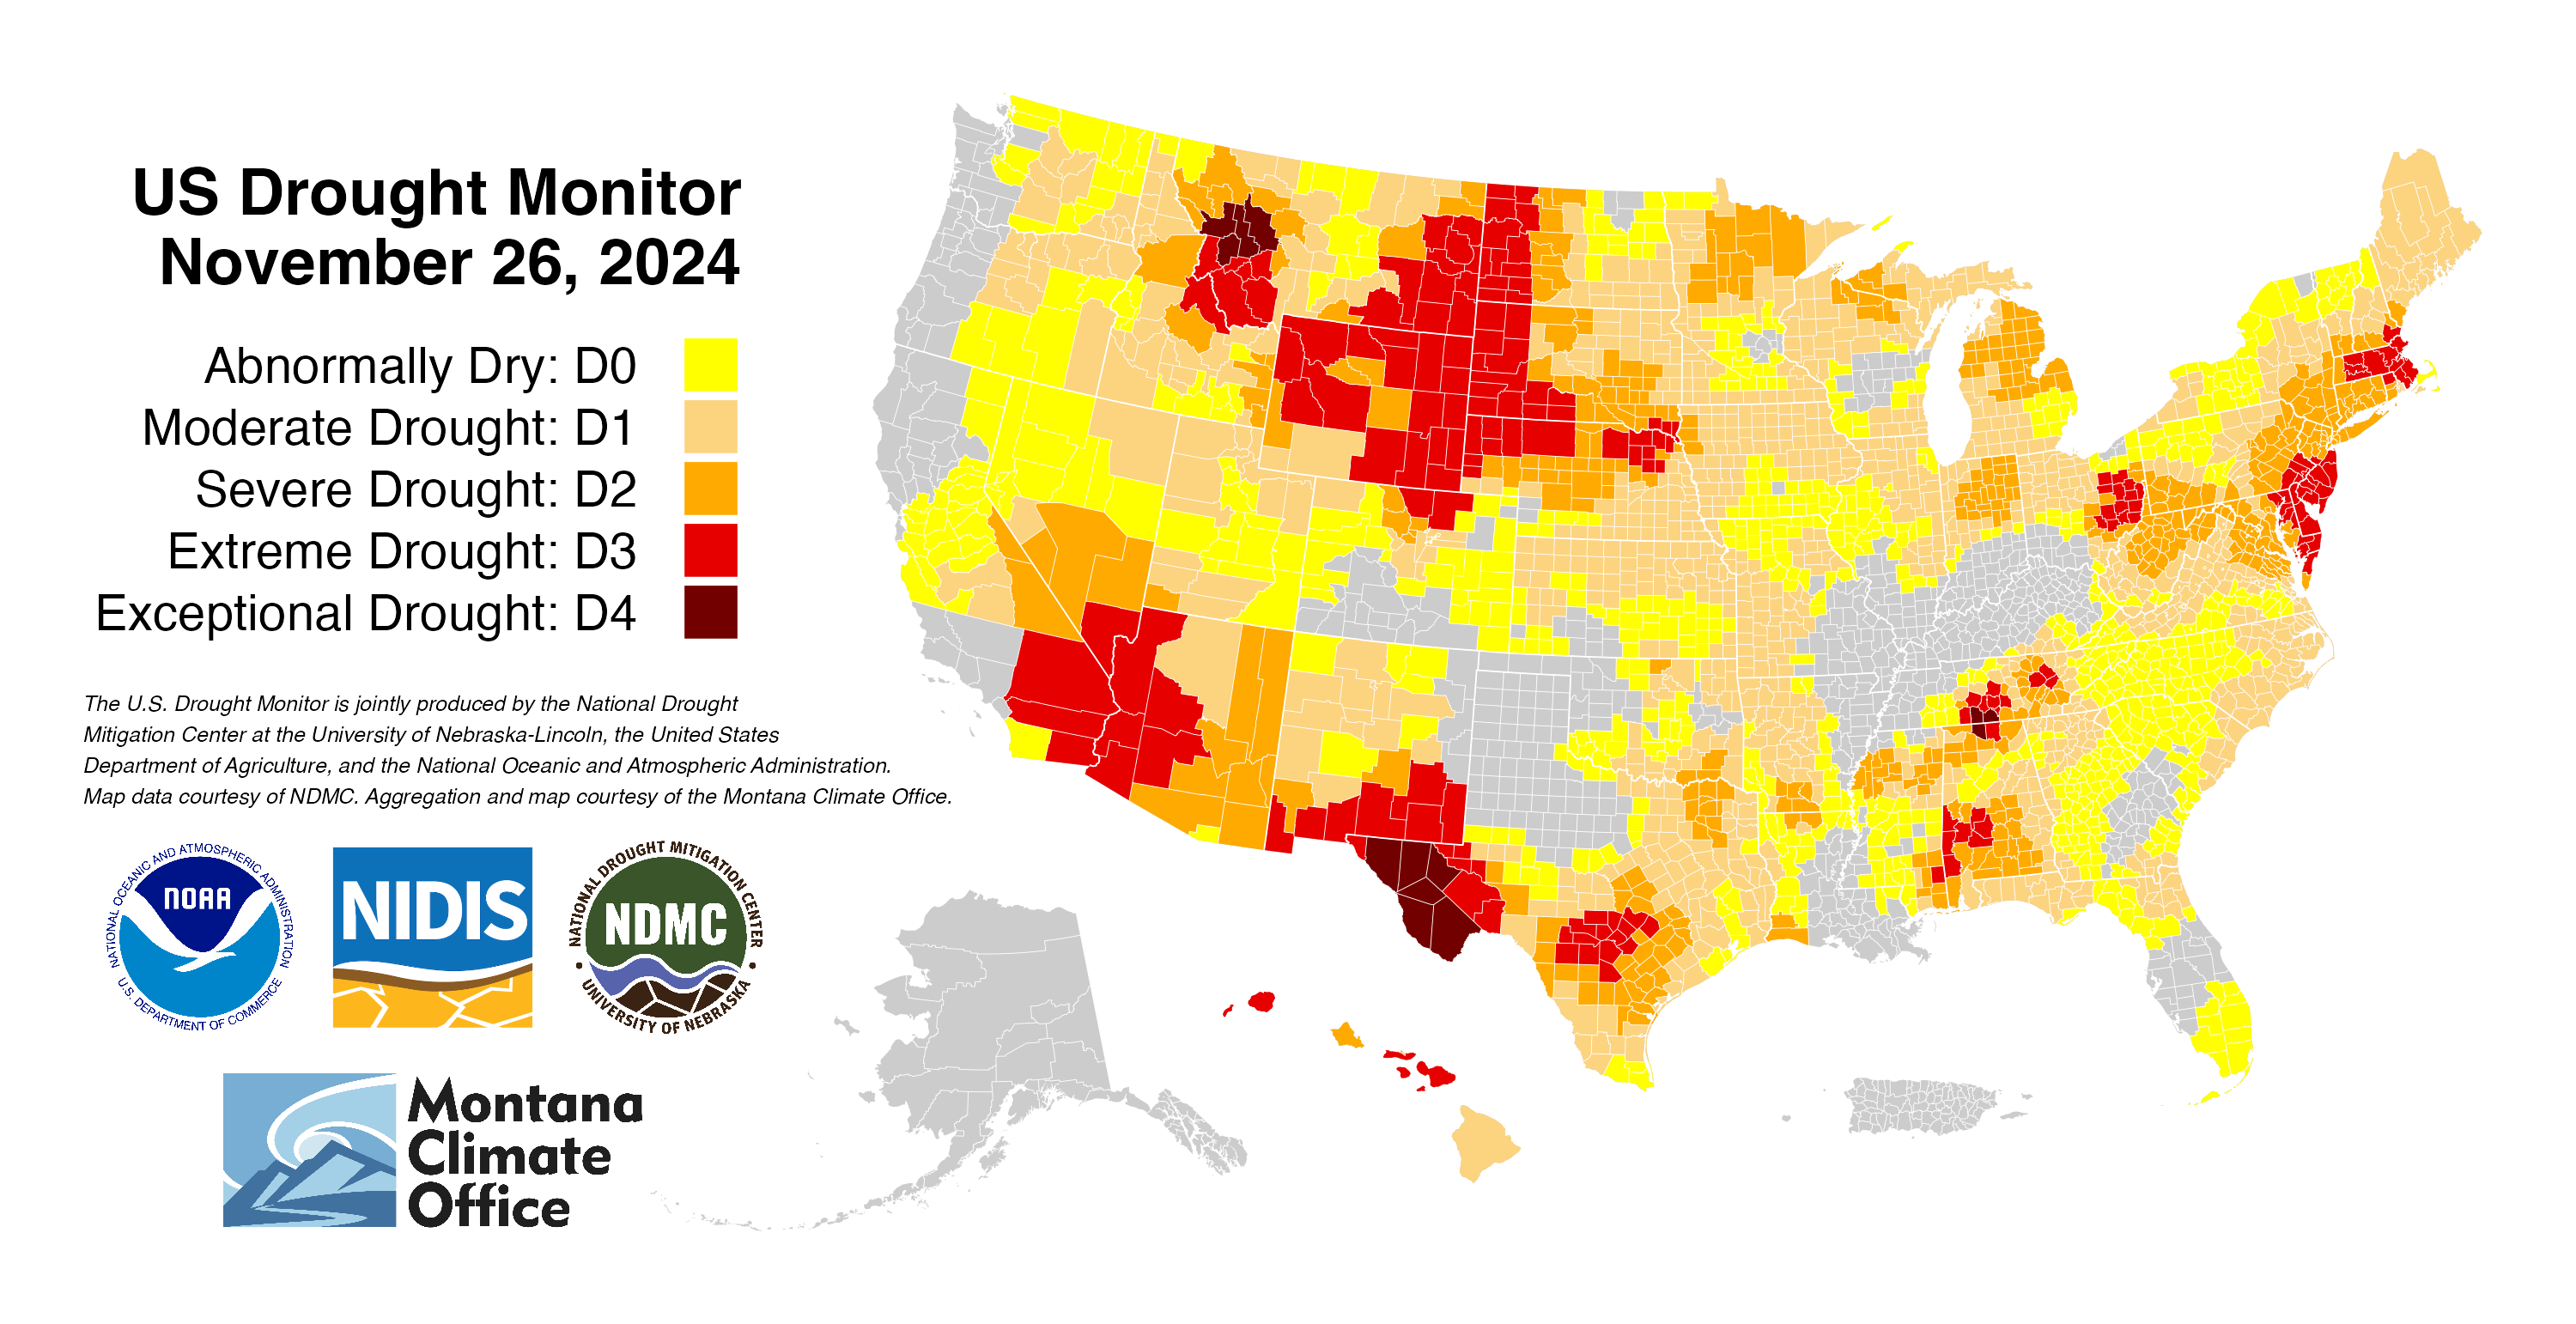 US Drought Monitor
November 26, 2024
Abnormally Dry: D0
Moderate Drought: D1
Severe Drought: D2
Extreme Drought: D3
Exceptional Drought: D4
The U.S. Drought Monitor is jointly produced by the National Drought
Mitigation Center at the University of Nebraska-Lincoln, the United States
Department of Agriculture, and the National Oceanic and Atmospheric Administration.
Map data courtesy of NDMC. Aggregation and map courtesy of the Montana Climate Office.
NATIONAL OCEANIC AND ATMOSPHERIC ADMINISTRATION
NOAA
U.S. DEPARTMENT OF COMMERCE
NIDIS
NATIONAL DROUGHT MITIGATION CENTER
NDMC
UNIVERSITY OF NEBRASKA
Montana
Climate
Office